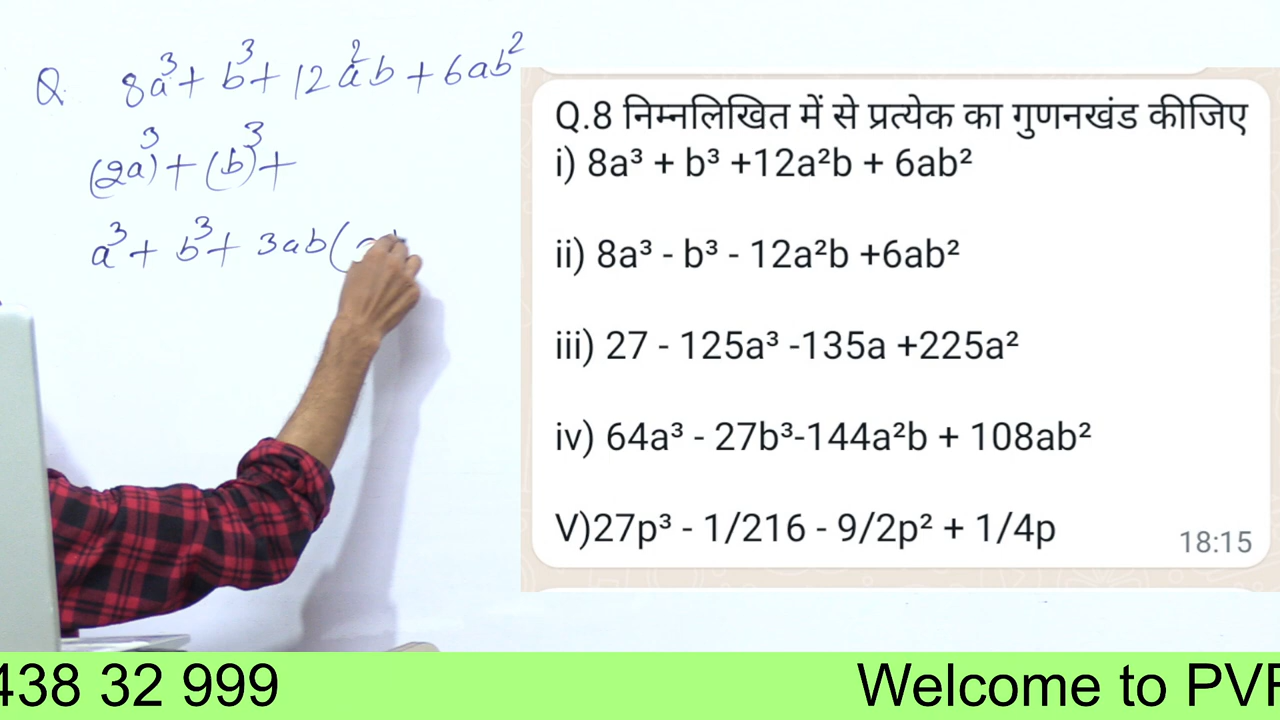 Q. 8a³ + b³ + 12a²b + 6ab²
(2a)³ + (b)³ +
a³ + b³ + 3ab(
Q.8 निम्नलिखित में से प्रत्येक का गुणनखंड कीजिए
i) 8a³ + b³ +12a²b + 6ab²
ii) 8a³ - b³ - 12a²b +6ab²
iii) 27 - 125a³ -135a +225a²
iv) 64a³ - 27b³-144a²b + 108ab²
V)27p³ - 1/216 - 9/2p² + 1/4p
18:15
438 32 999 Welcome to PVP